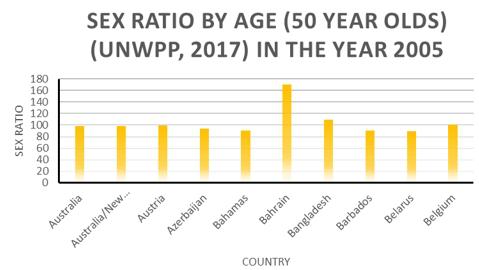 SEX RATIO BY AGE (50 YEAR OLDS)
(UNWPP, 2017) IN THE YEAR 2005
180
160
140
120
100
80
60
40
20
0
SEX RATIO
Australia
Australia/New...
Austria
Azerbaijan
Bahamas
Bahrain
Bangladesh
Barbados
Belarus
Belgium
COUNTRY